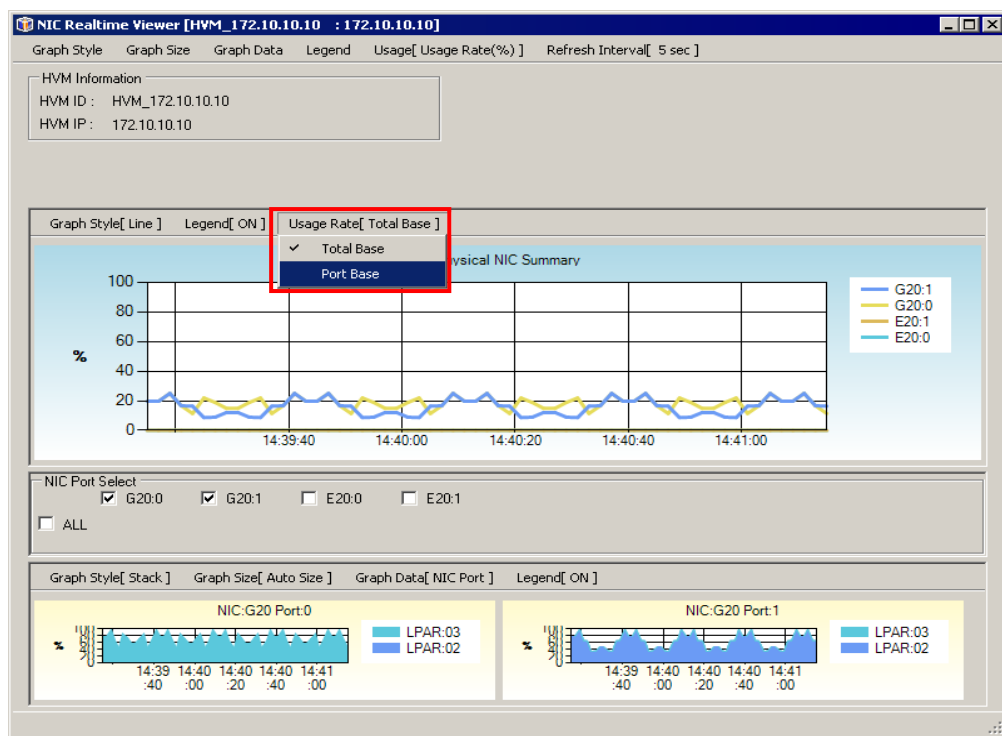 NIC Realtime Viewer [HVM_172.10.10.10 : 172.10.10.10]
Graph Style Graph Size Graph Data Legend Usage[ Usage Rate(%) ] Refresh Interval[ 5 sec ]
HVM Information
HVM ID : HVM_172.10.10.10
HVM IP : 172.10.10.10
Graph Style[ Line ] Legend[ ON ] Usage Rate[ Total Base ]
Total Base
Port Base
ysical NIC Summary
100
80
60
40
20
0
%
14:39:40 14:40:00 14:40:20 14:40:40 14:41:00
G20:1
G20:0
E20:1
E20:0
NIC Port Select
G20:0 G20:1 E20:0 E20:1
ALL
Graph Style[ Stack ] Graph Size[ Auto Size ] Graph Data[ NIC Port ] Legend[ ON ]
NIC:G20 Port:0
%
14:39 14:40 14:40 14:40 14:41
:40 :00 :20 :40 :00
LPAR:03
LPAR:02
NIC:G20 Port:1
%
14:39 14:40 14:40 14:40 14:41
:40 :00 :20 :40 :00
LPAR:03
LPAR:02